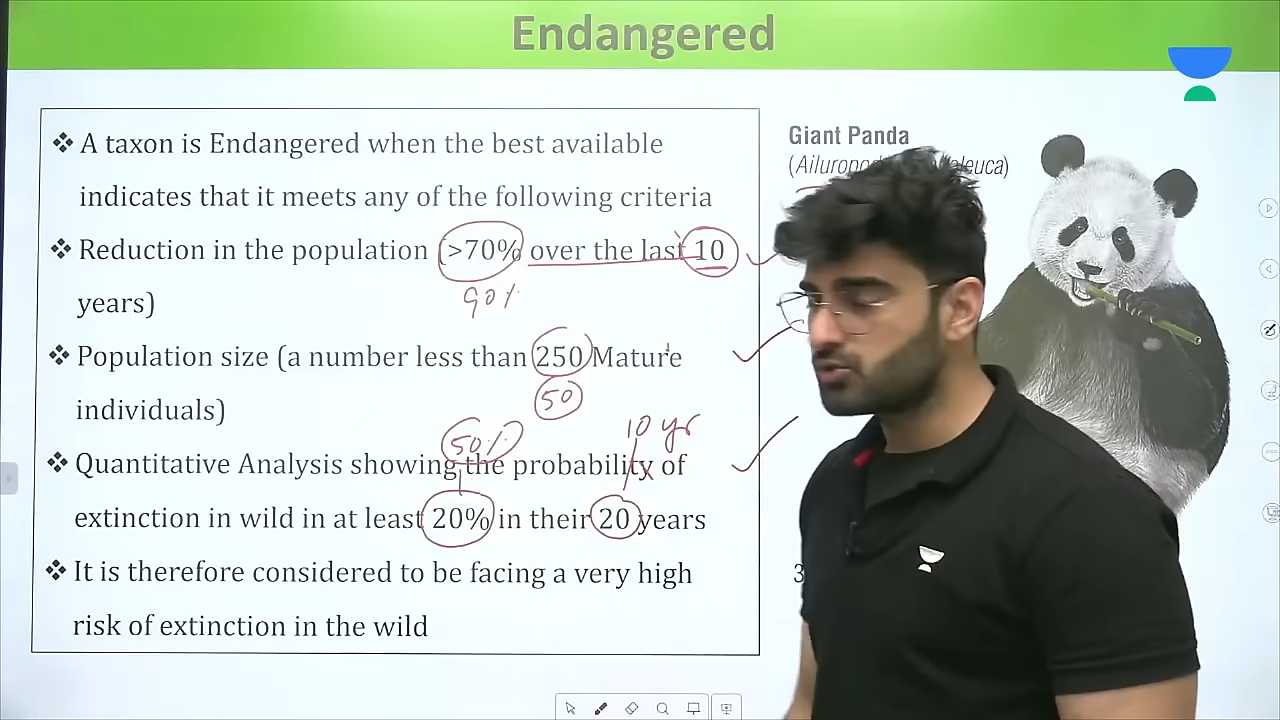 Endangered
❖ A taxon is Endangered when the best available
indicates that it meets any of the following criteria
❖ Reduction in the population (>70% over the last 10
90%
years)
❖ Population size (a number less than 250 Mature
50
individuals)
50%
10 yr
❖ Quantitative Analysis showing the probability of
extinction in wild in at least 20% in their 20 years
❖ It is therefore considered to be facing a very high
risk of extinction in the wild
Giant Panda
3